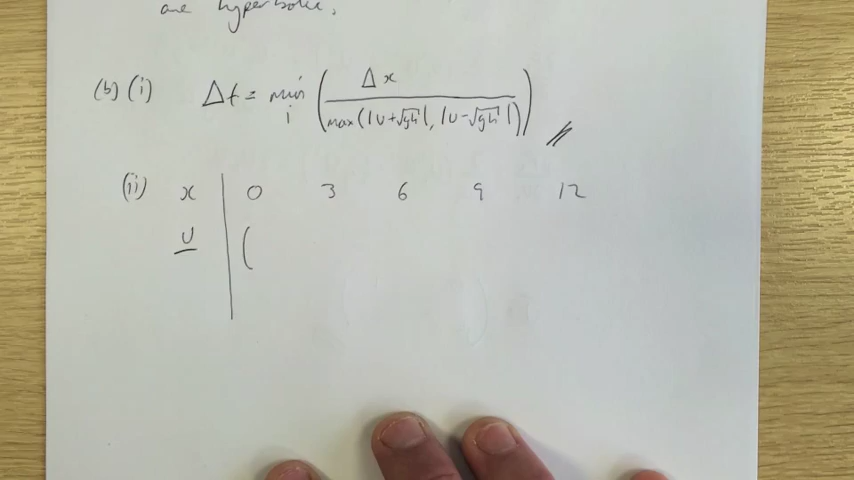 are hyperbolic.
(b) (i) Δt = min i ( Δx / max(|u+√gh|, |u-√gh|) )
(ii) x | 0 3 6 9 12
U | (